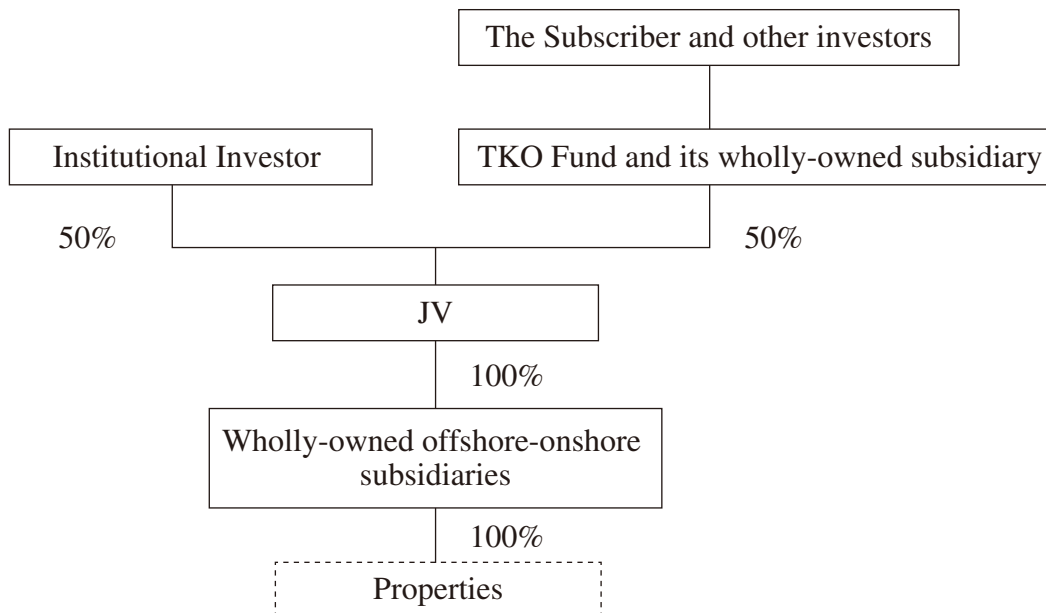 The Subscriber and other investors
Institutional Investor
TKO Fund and its wholly-owned subsidiary
50%
50%
JV
100%
Wholly-owned offshore-onshore
subsidiaries
100%
Properties